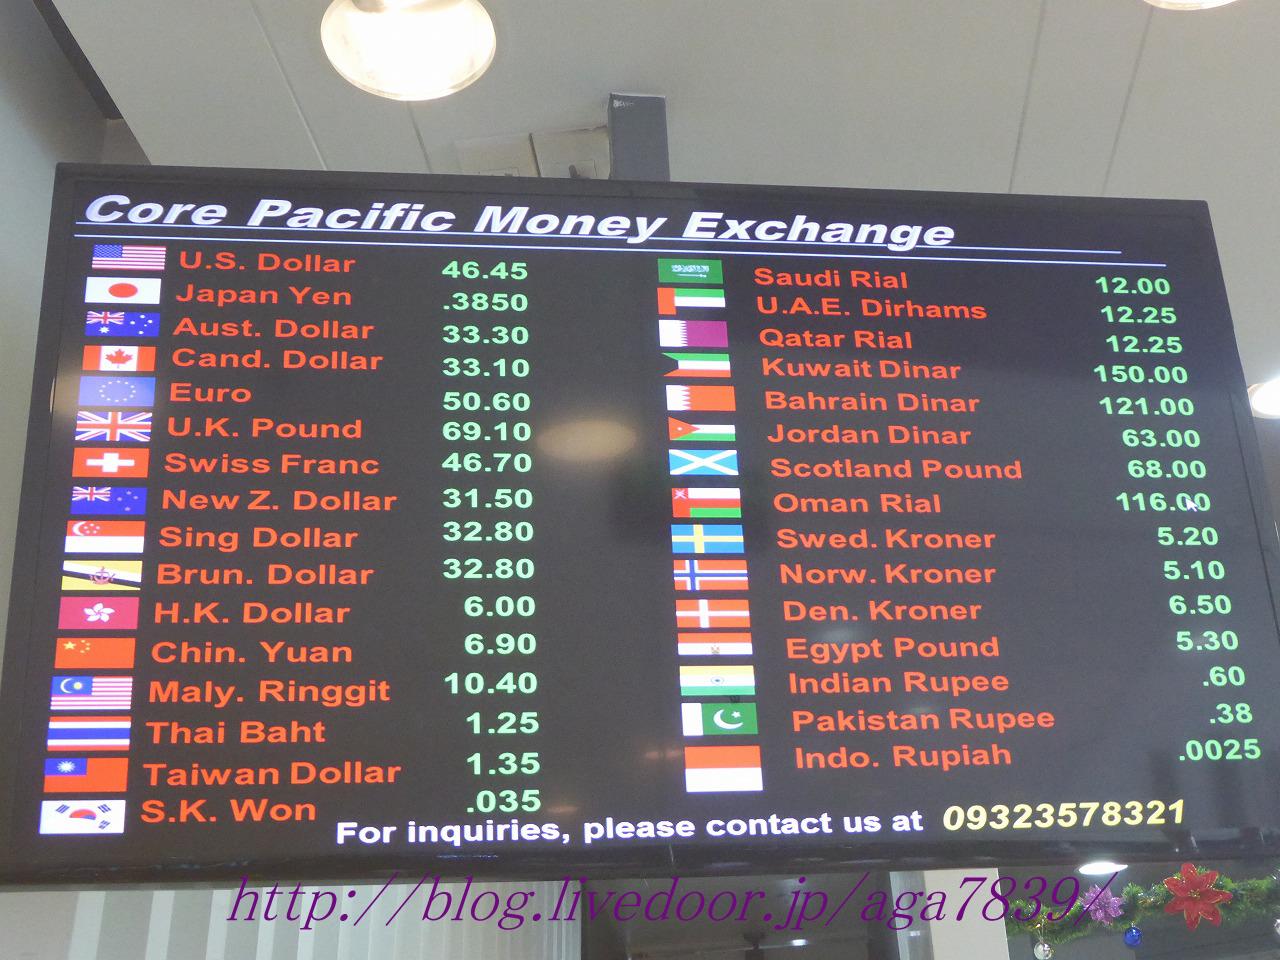 Core Pacific Money Exchange
U.S. Dollar 46.45
Japan Yen .3850
Aust. Dollar 33.30
Cand. Dollar 33.10
Euro 50.60
U.K. Pound 69.10
Swiss Franc 46.70
New Z. Dollar 31.50
Sing Dollar 32.80
Brun. Dollar 32.80
H.K. Dollar 6.00
Chin. Yuan 6.90
Maly. Ringgit 10.40
Thai Baht 1.25
Taiwan Dollar 1.35
S.K. Won .035
Saudi Rial 12.00
U.A.E. Dirhams 12.25
Qatar Rial 12.25
Kuwait Dinar 150.00
Bahrain Dinar 121.00
Jordan Dinar 63.00
Scotland Pound 68.00
Oman Rial 116.00
Swed. Kroner 5.20
Norw. Kroner 5.10
Den. Kroner 6.50
Egypt Pound 5.30
Indian Rupee .60
Pakistan Rupee .38
Indo. Rupiah .0025
For inquiries, please contact us at 09323578321
http://blog.livedoor.jp/aga7839/